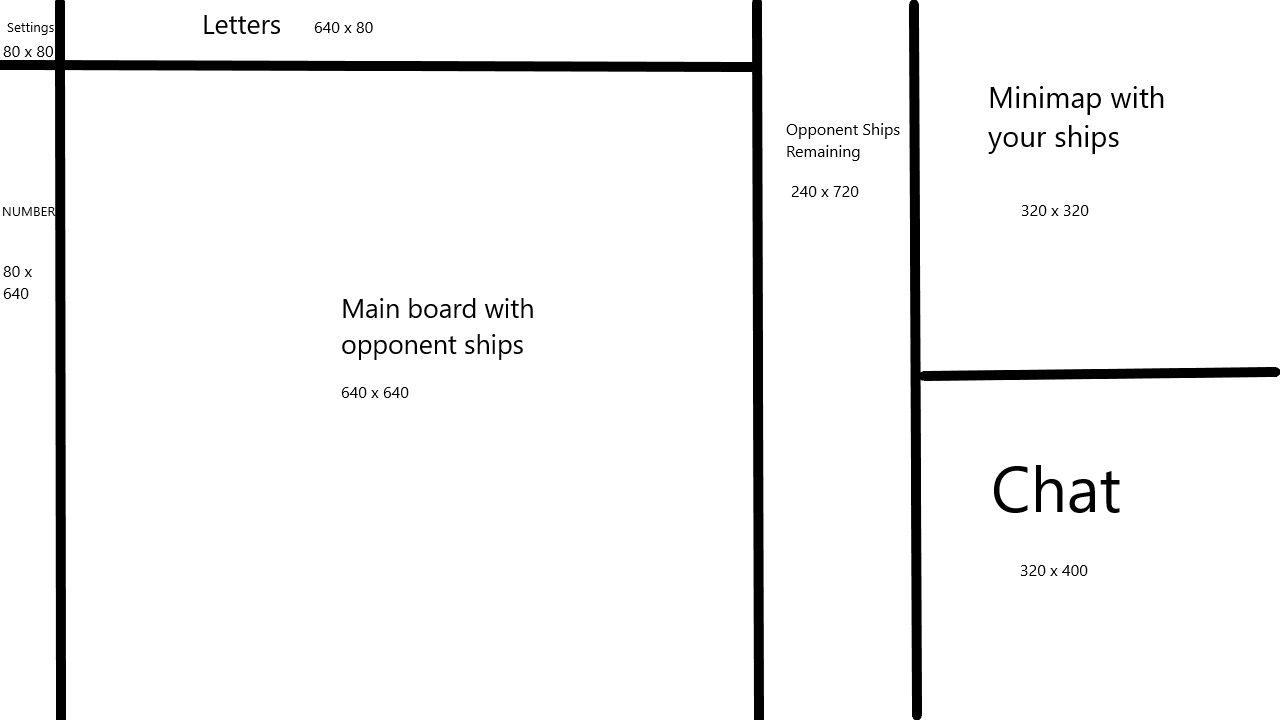 Settings
80 x 80
Letters
640 x 80
NUMBER
80 x
640
Main board with
opponent ships
640 x 640
Opponent Ships
Remaining
240 x 720
Minimap with
your ships
320 x 320
Chat
320 x 400